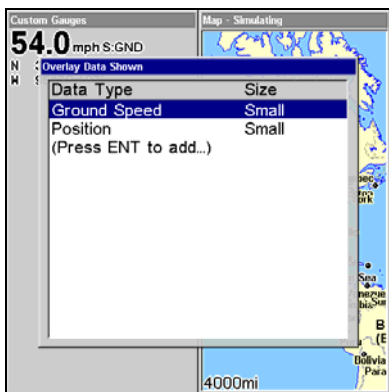 Custom Gauges
Map - Simulating
54.0 mph S:GND
N
W
Overlay Data Shown
Data Type Size
Ground Speed Small
Position Small
(Press ENT to add...)
ork
Bolivia
Para
4000mi